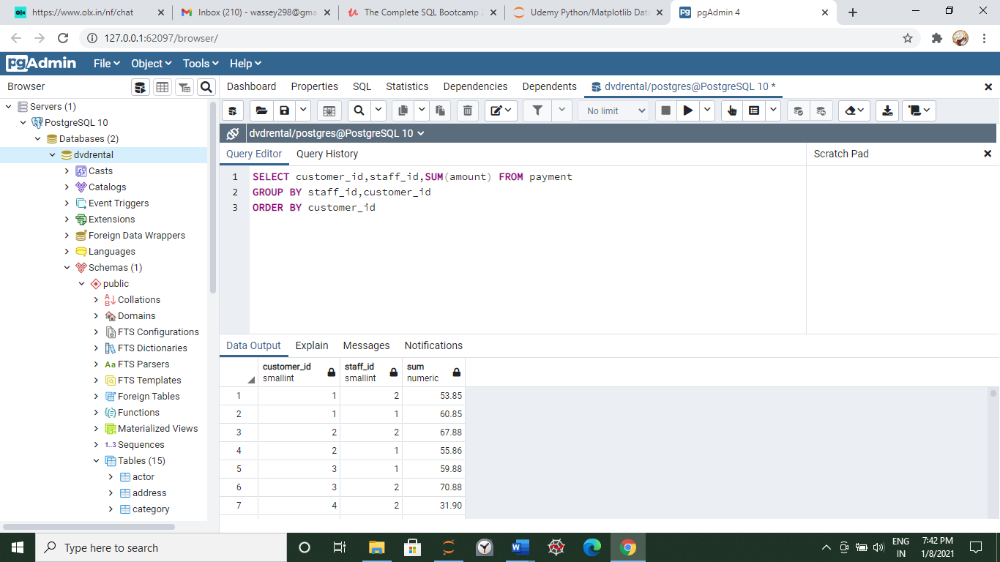 https://www.olx.in/nf/chat
Inbox (210) - wassey298@gma
The Complete SQL Bootcamp 2
Udemy Python/Matplotlib Data
pgAdmin 4
127.0.0.1:62097/browser/
pgAdmin
File Object Tools Help
Browser
Dashboard Properties SQL Statistics Dependencies Dependents dvdrental/postgres@PostgreSQL 10 *
No limit
dvdrental/postgres@PostgreSQL 10
Query Editor Query History
Scratch Pad
1 SELECT customer_id,staff_id,SUM(amount) FROM payment
2 GROUP BY staff_id,customer_id
3 ORDER BY customer_id
Servers (1)
PostgreSQL 10
Databases (2)
dvdrental
Casts
Catalogs
Event Triggers
Extensions
Foreign Data Wrappers
Languages
Schemas (1)
public
Collations
Domains
FTS Configurations
FTS Dictionaries
Aa FTS Parsers
FTS Templates
Foreign Tables
Functions
Materialized Views
1..3 Sequences
Tables (15)
actor
address
category
Data Output Explain Messages Notifications
customer_id staff_id sum
smallint smallint numeric
1 1 2 53.85
2 1 1 60.85
3 2 2 67.88
4 2 1 55.86
5 3 1 59.88
6 3 2 70.88
7 4 2 31.90
Type here to search
ENG
IN
7:42 PM
1/8/2021